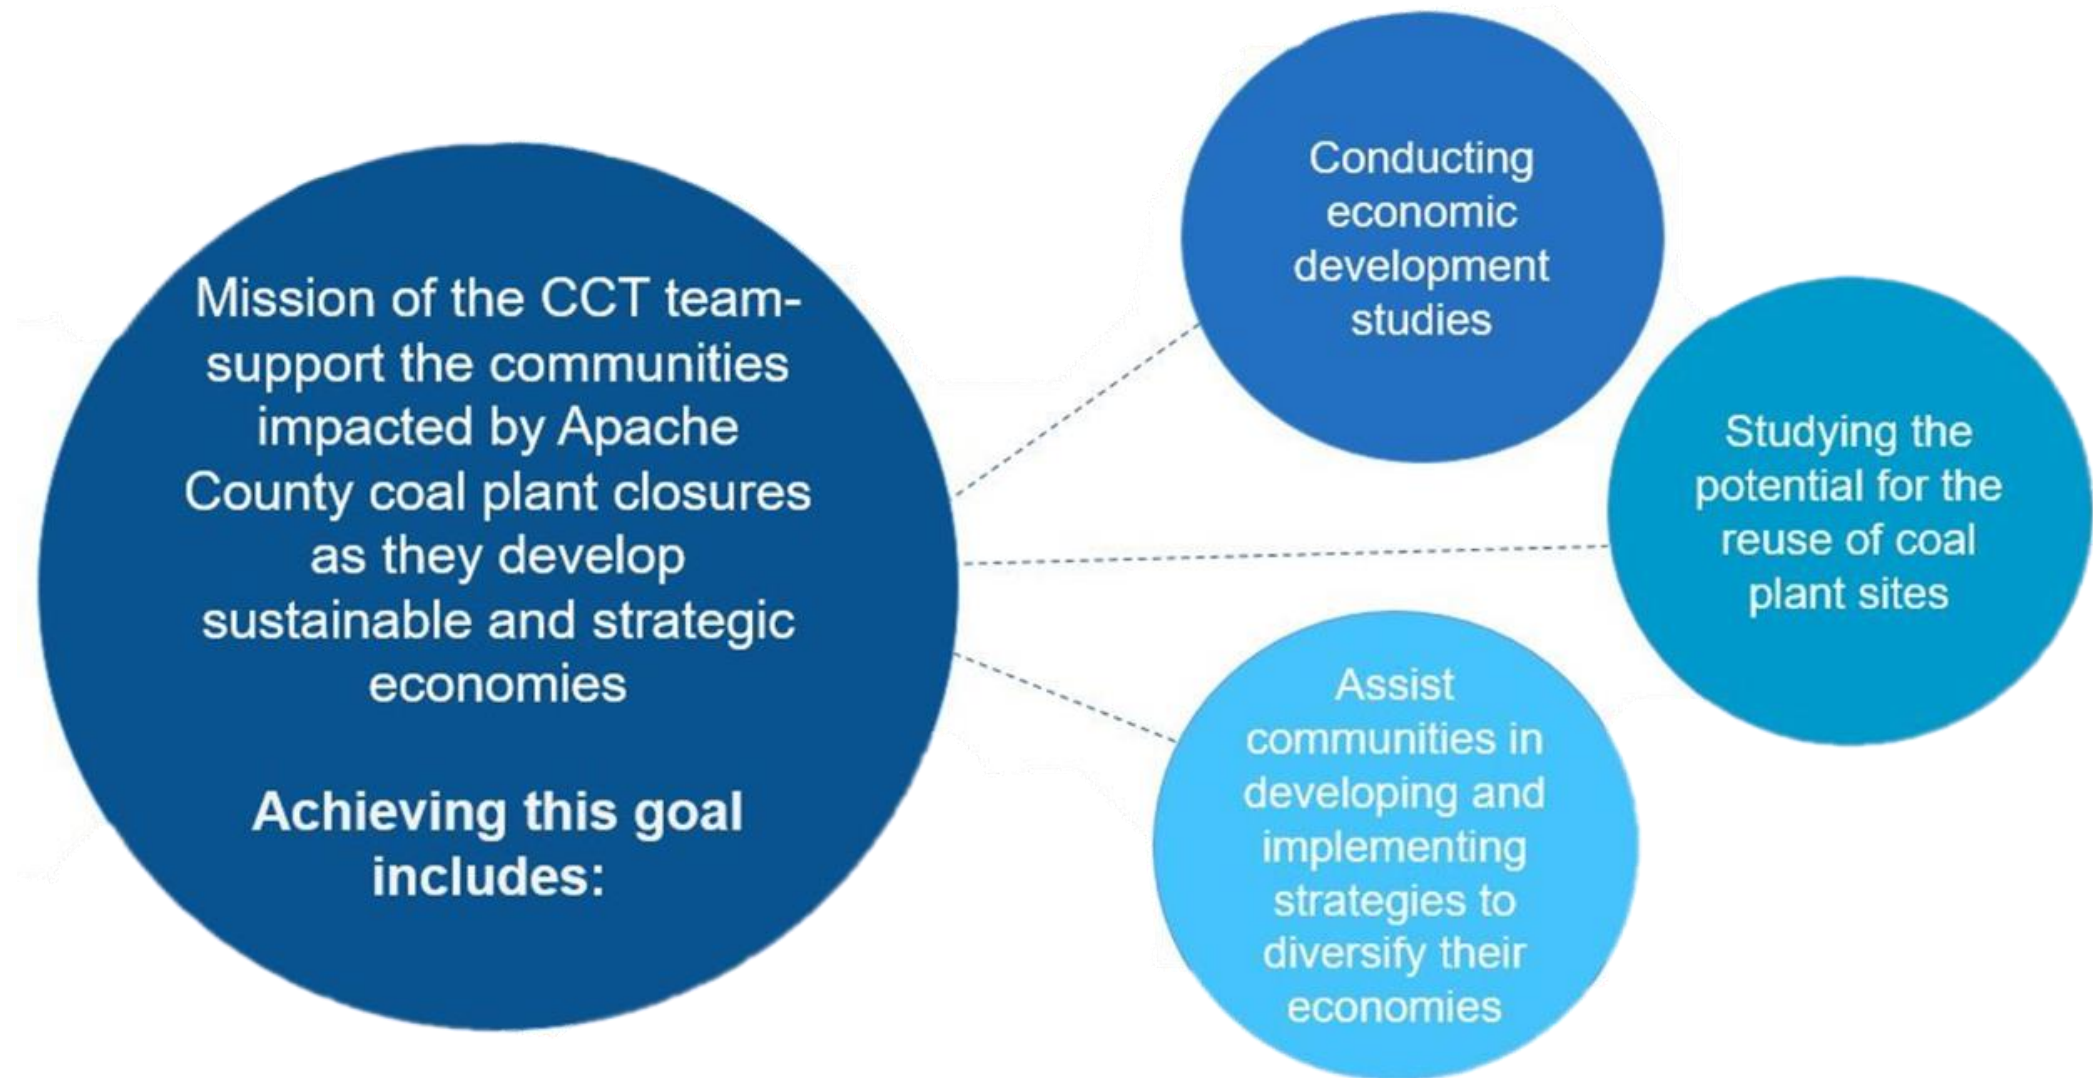 Mission of the CCT team-
support the communities
impacted by Apache
County coal plant closures
as they develop
sustainable and strategic
economies
Achieving this goal
includes:
Conducting
economic
development
studies
Studying the
potential for the
reuse of coal
plant sites
Assist
communities in
developing and
implementing
strategies to
diversify their
economies